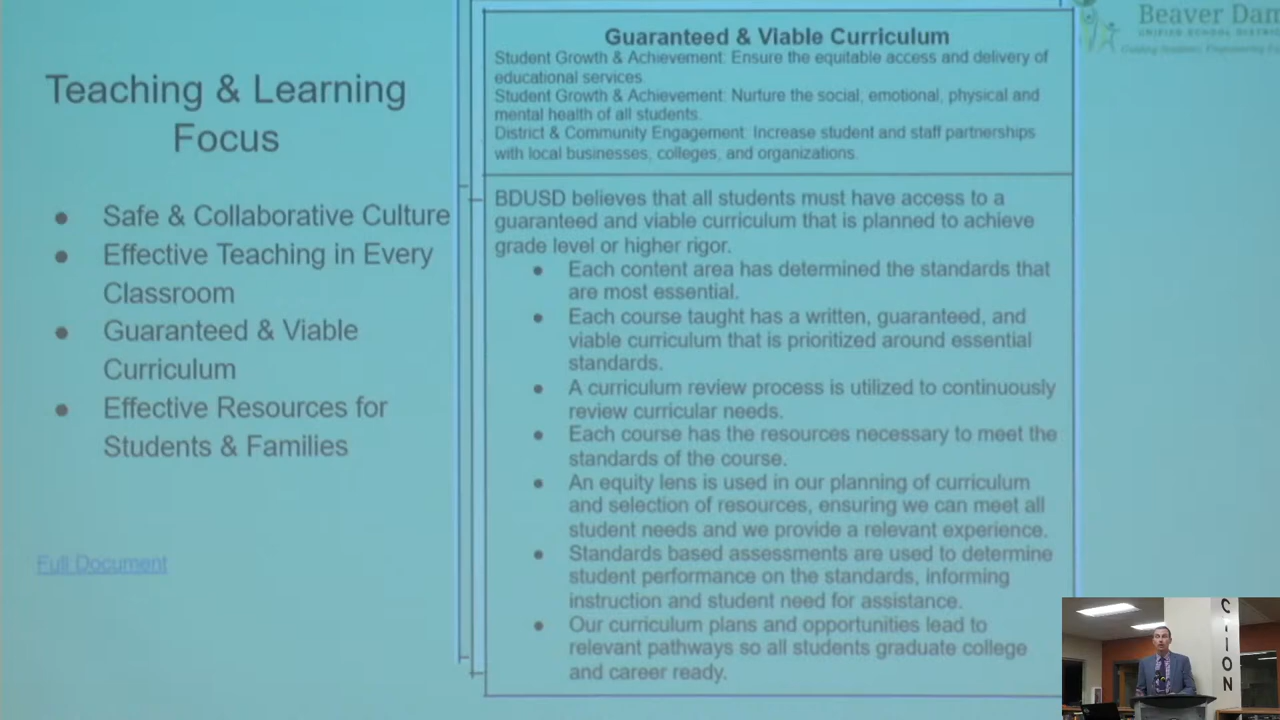 Teaching & Learning
Focus
● Safe & Collaborative Culture
● Effective Teaching in Every
Classroom
● Guaranteed & Viable
Curriculum
● Effective Resources for
Students & Families
Full Document
Guaranteed & Viable Curriculum
Student Growth & Achievement: Ensure the equitable access and delivery of
educational services.
Student Growth & Achievement: Nurture the social, emotional, physical and
mental health of all students.
District & Community Engagement: Increase student and staff partnerships
with local businesses, colleges, and organizations.
BDUSD believes that all students must have access to a
guaranteed and viable curriculum that is planned to achieve
grade level or higher rigor.
● Each content area has determined the standards that
are most essential.
● Each course taught has a written, guaranteed, and
viable curriculum that is prioritized around essential
standards.
● A curriculum review process is utilized to continuously
review curricular needs.
● Each course has the resources necessary to meet the
standards of the course.
● An equity lens is used in our planning of curriculum
and selection of resources, ensuring we can meet all
student needs and we provide a relevant experience.
● Standards based assessments are used to determine
student performance on the standards, informing
instruction and student need for assistance.
● Our curriculum plans and opportunities lead to
relevant pathways so all students graduate college
and career ready.
Beaver Dam
UNIFIED SCHOOL DISTRIC
CION